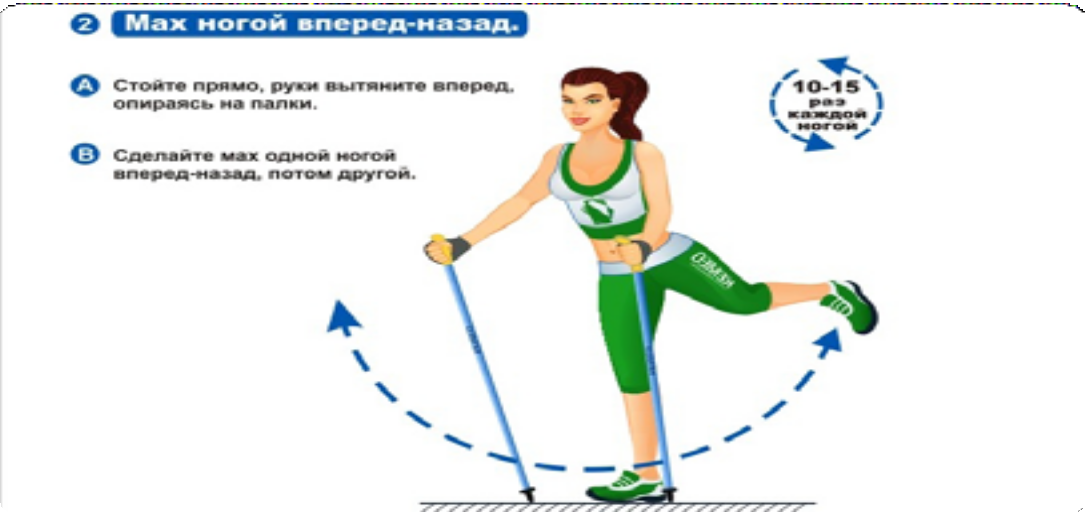 2 Мах ногой вперед-назад.
А Стойте прямо, руки вытяните вперед,
опираясь на палки.
В Сделайте мах одной ногой
вперед-назад, потом другой.
10-15
раз
каждой
ногой